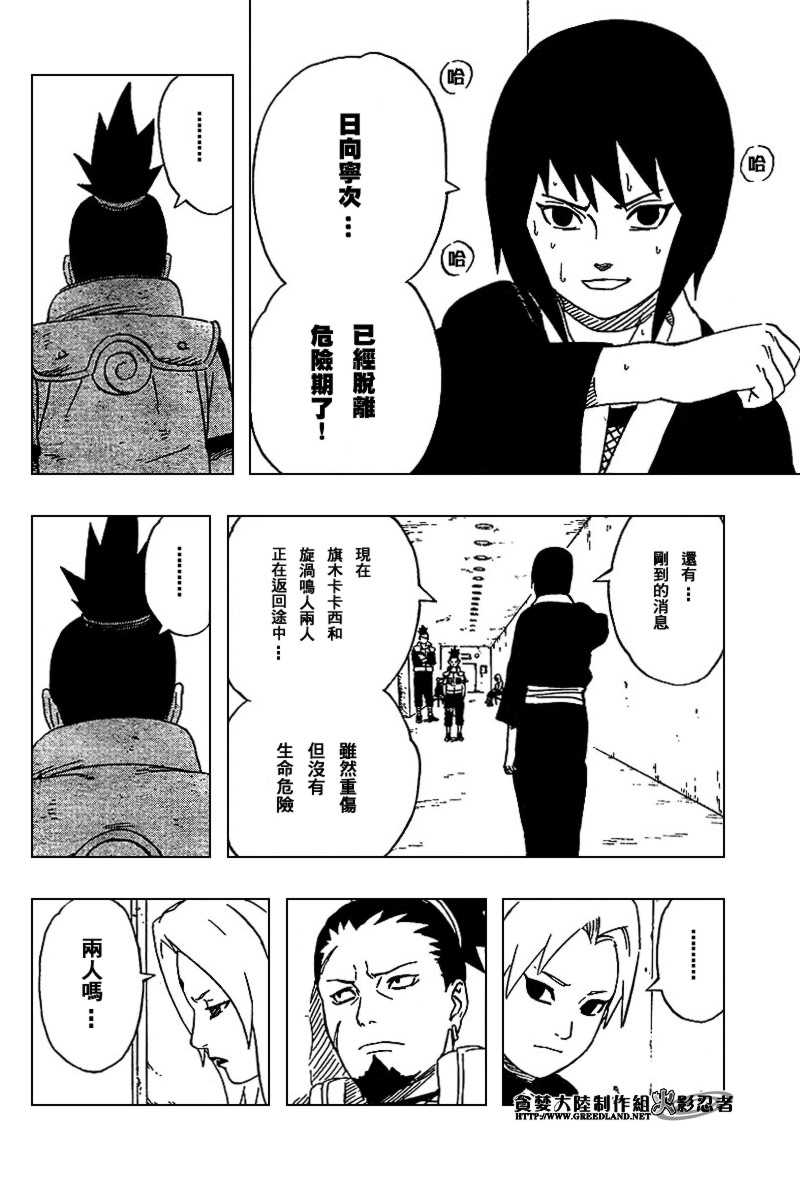 哈
哈
哈
日向寧次…
已經脫離
危險期了！
………
還有…
剛到的消息
現在
旗木卡卡西和
旋渦鳴人兩人
正在返回途中…
雖然重傷
但沒有
生命危險
………
………
兩人嗎…
貪婪大陸制作組 火影忍者
HTTP://WWW.GREEDLAND.NET